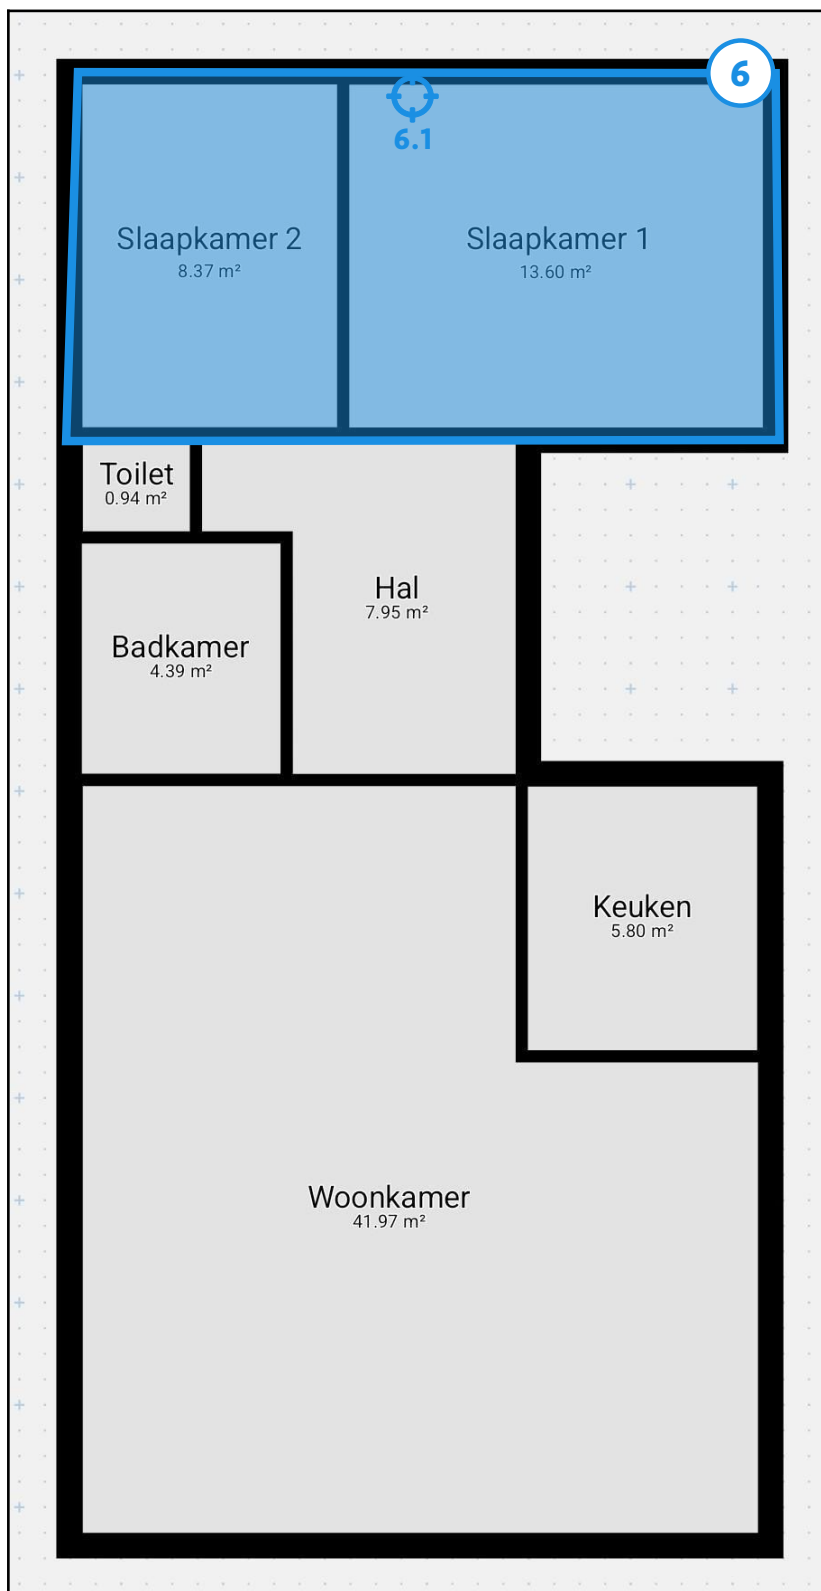 6
6.1
Slaapkamer 2
8.37 m²
Slaapkamer 1
13.60 m²
Toilet
0.94 m²
Hal
7.95 m²
Badkamer
4.39 m²
Keuken
5.80 m²
Woonkamer
41.97 m²